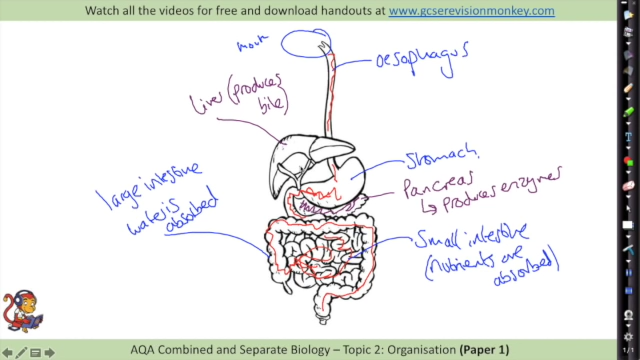 Watch all the videos for free and download handouts at www.gcserevisionmonkey.com
mouth
oesophagus
liver (produces
bile)
Stomach
large intestine
water is
absorbed
Pancreas
↳ produces enzymes
Small intestine
(nutrients are
absorbed)
AQA Combined and Separate Biology – Topic 2: Organisation (Paper 1)
1/1